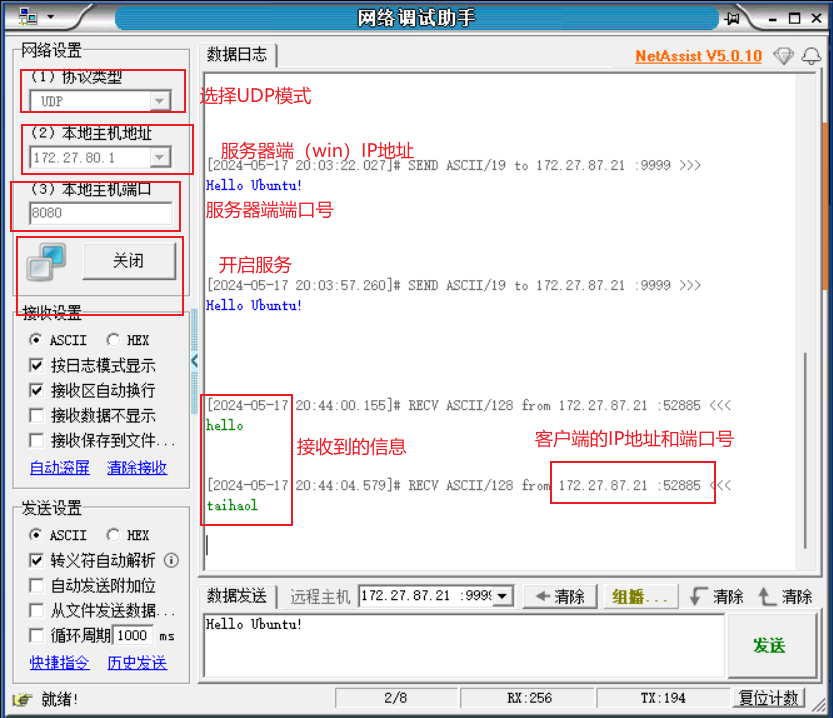 网络调试助手
网络设置
(1) 协议类型
UDP
(2) 本地主机地址
172.27.80.1
(3) 本地主机端口
8080
关闭
接收设置
ASCII HEX
按日志模式显示
接收区自动换行
接收数据不显示
接收保存到文件...
自动滚屏 清除接收
发送设置
ASCII HEX
转义符自动解析
自动发送附加位
从文件发送数据...
循环周期 1000 ms
快捷指令 历史发送
数据日志
NetAssist V5.0.10
选择UDP模式
服务器端（win）IP地址
[2024-05-17 20:03:22.027]# SEND ASCII/19 to 172.27.87.21 :9999 >>>
Hello Ubuntu!
服务器端端口号
开启服务
[2024-05-17 20:03:57.260]# SEND ASCII/19 to 172.27.87.21 :9999 >>>
Hello Ubuntu!
[2024-05-17 20:44:00.155]# RECV ASCII/128 from 172.27.87.21 :52885 <<<
hello
接收到的信息
客户端的IP地址和端口号
[2024-05-17 20:44:04.579]# RECV ASCII/128 from 172.27.87.21 :52885 <<<
taihaol
数据发送 远程主机 172.27.87.21 :9999 清除 组播... 清除 清除
Hello Ubuntu!
发送
就绪! 2/8 RX:256 TX:194 复位计数